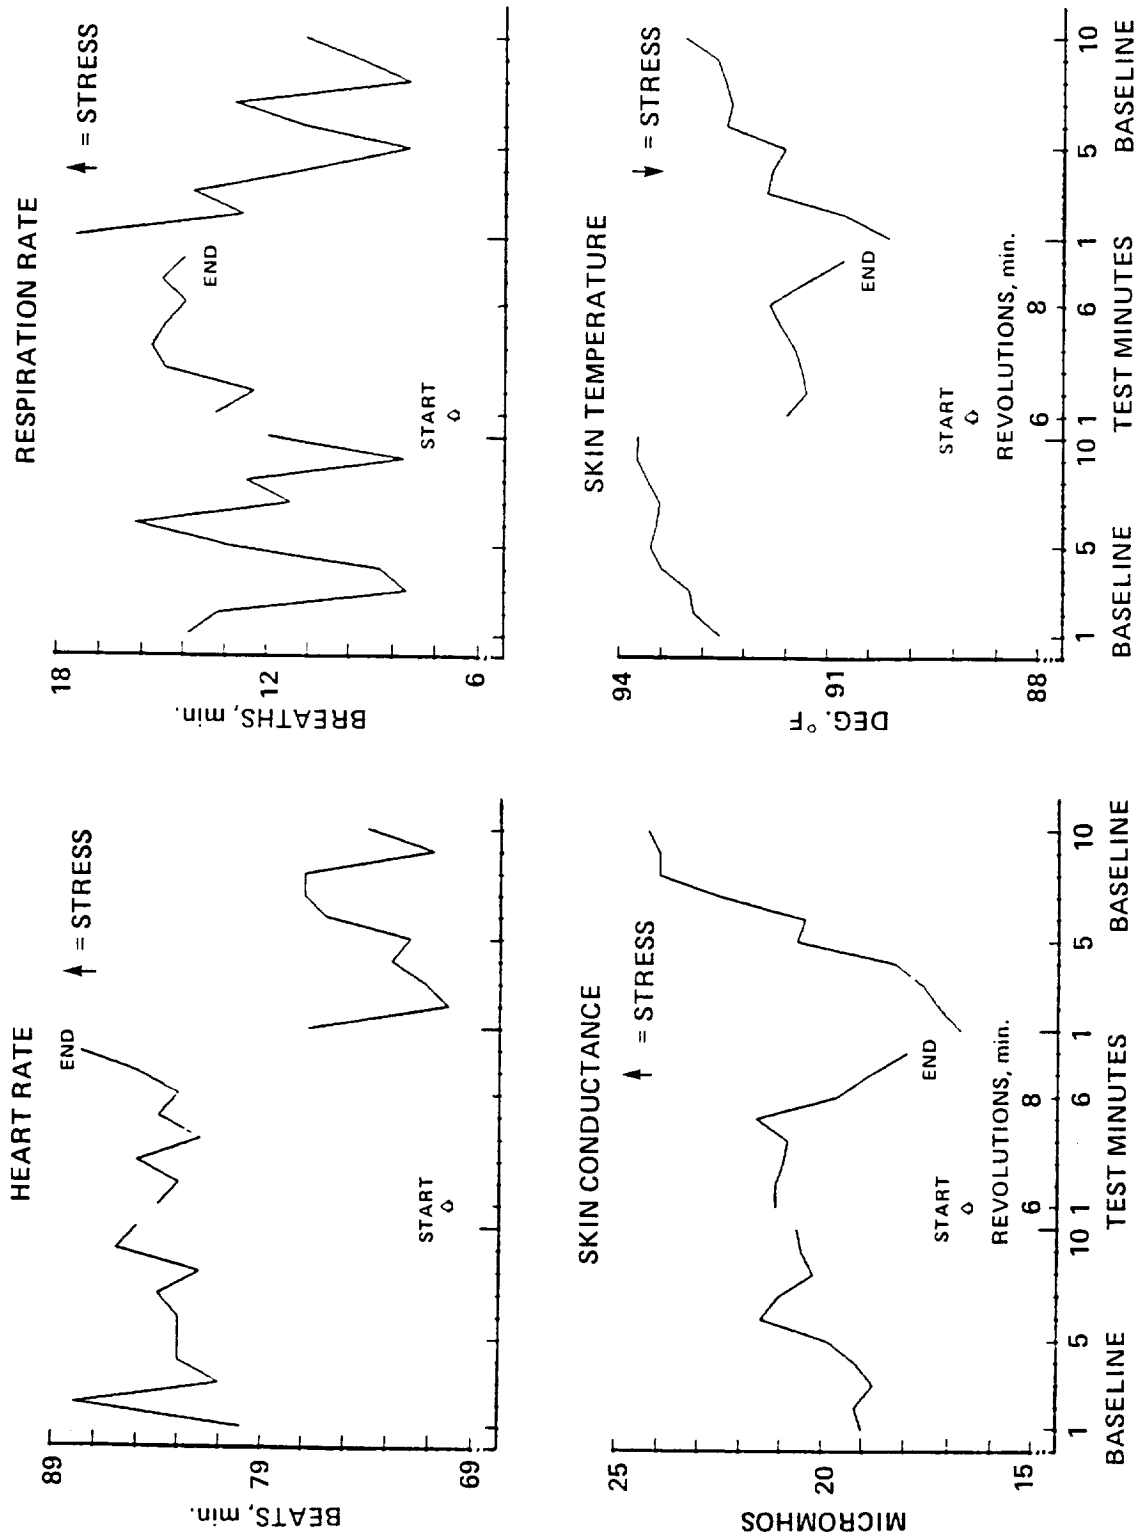 HEART RATE
= STRESS
89
79
69
BEATS, min.
START
END
RESPIRATION RATE
= STRESS
18
12
6
BREATHS, min.
START
END
SKIN CONDUCTANCE
= STRESS
25
20
15
MICROMHOS
START
END
REVOLUTIONS, min.
6 8
1 5 10 1 6 1 5 10
BASELINE TEST MINUTES BASELINE
SKIN TEMPERATURE
= STRESS
94
91
88
DEG. °F
START
END
REVOLUTIONS, min.
6 8
1 5 10 1 6 1 5 10
BASELINE TEST MINUTES BASELINE